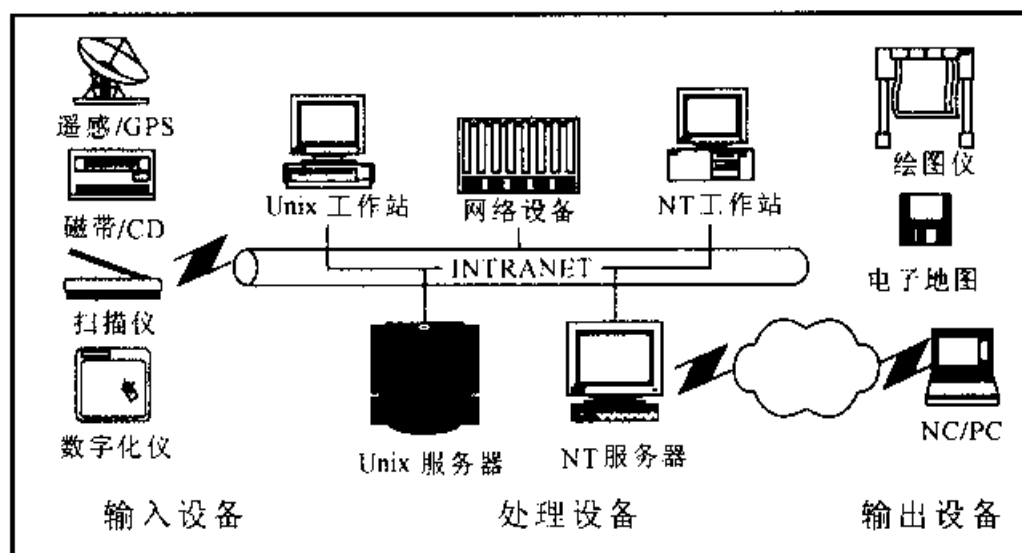 遥感/GPS
磁带/CD
扫描仪
数字化仪
输入设备
Unix 工作站
网络设备
NT工作站
INTRANET
Unix 服务器
NT服务器
处理设备
绘图仪
电子地图
NC/PC
输出设备